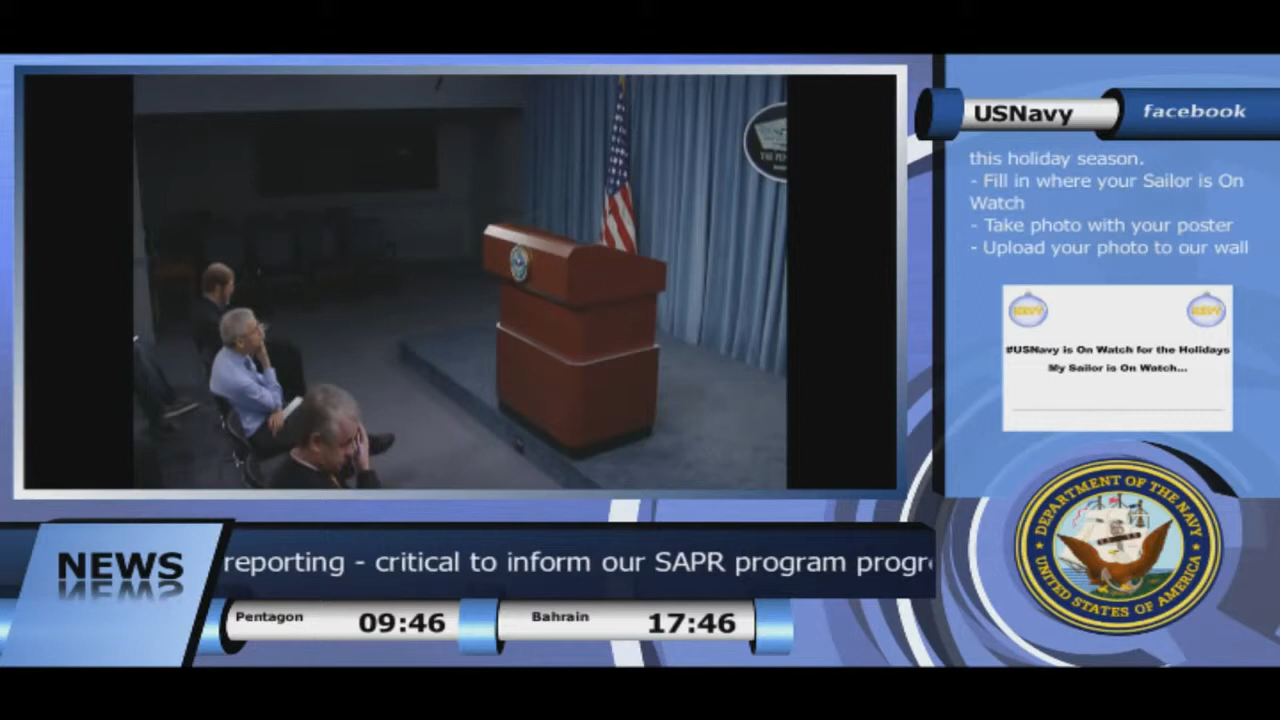 USNavy
facebook
this holiday season.
- Fill in where your Sailor is On
Watch
- Take photo with your poster
- Upload your photo to our wall
#USNavy is On Watch for the Holidays
My Sailor is On Watch...
DEPARTMENT OF THE NAVY
UNITED STATES OF AMERICA
NEWS
reporting - critical to inform our SAPR program progr
Pentagon
09:46
Bahrain
17:46